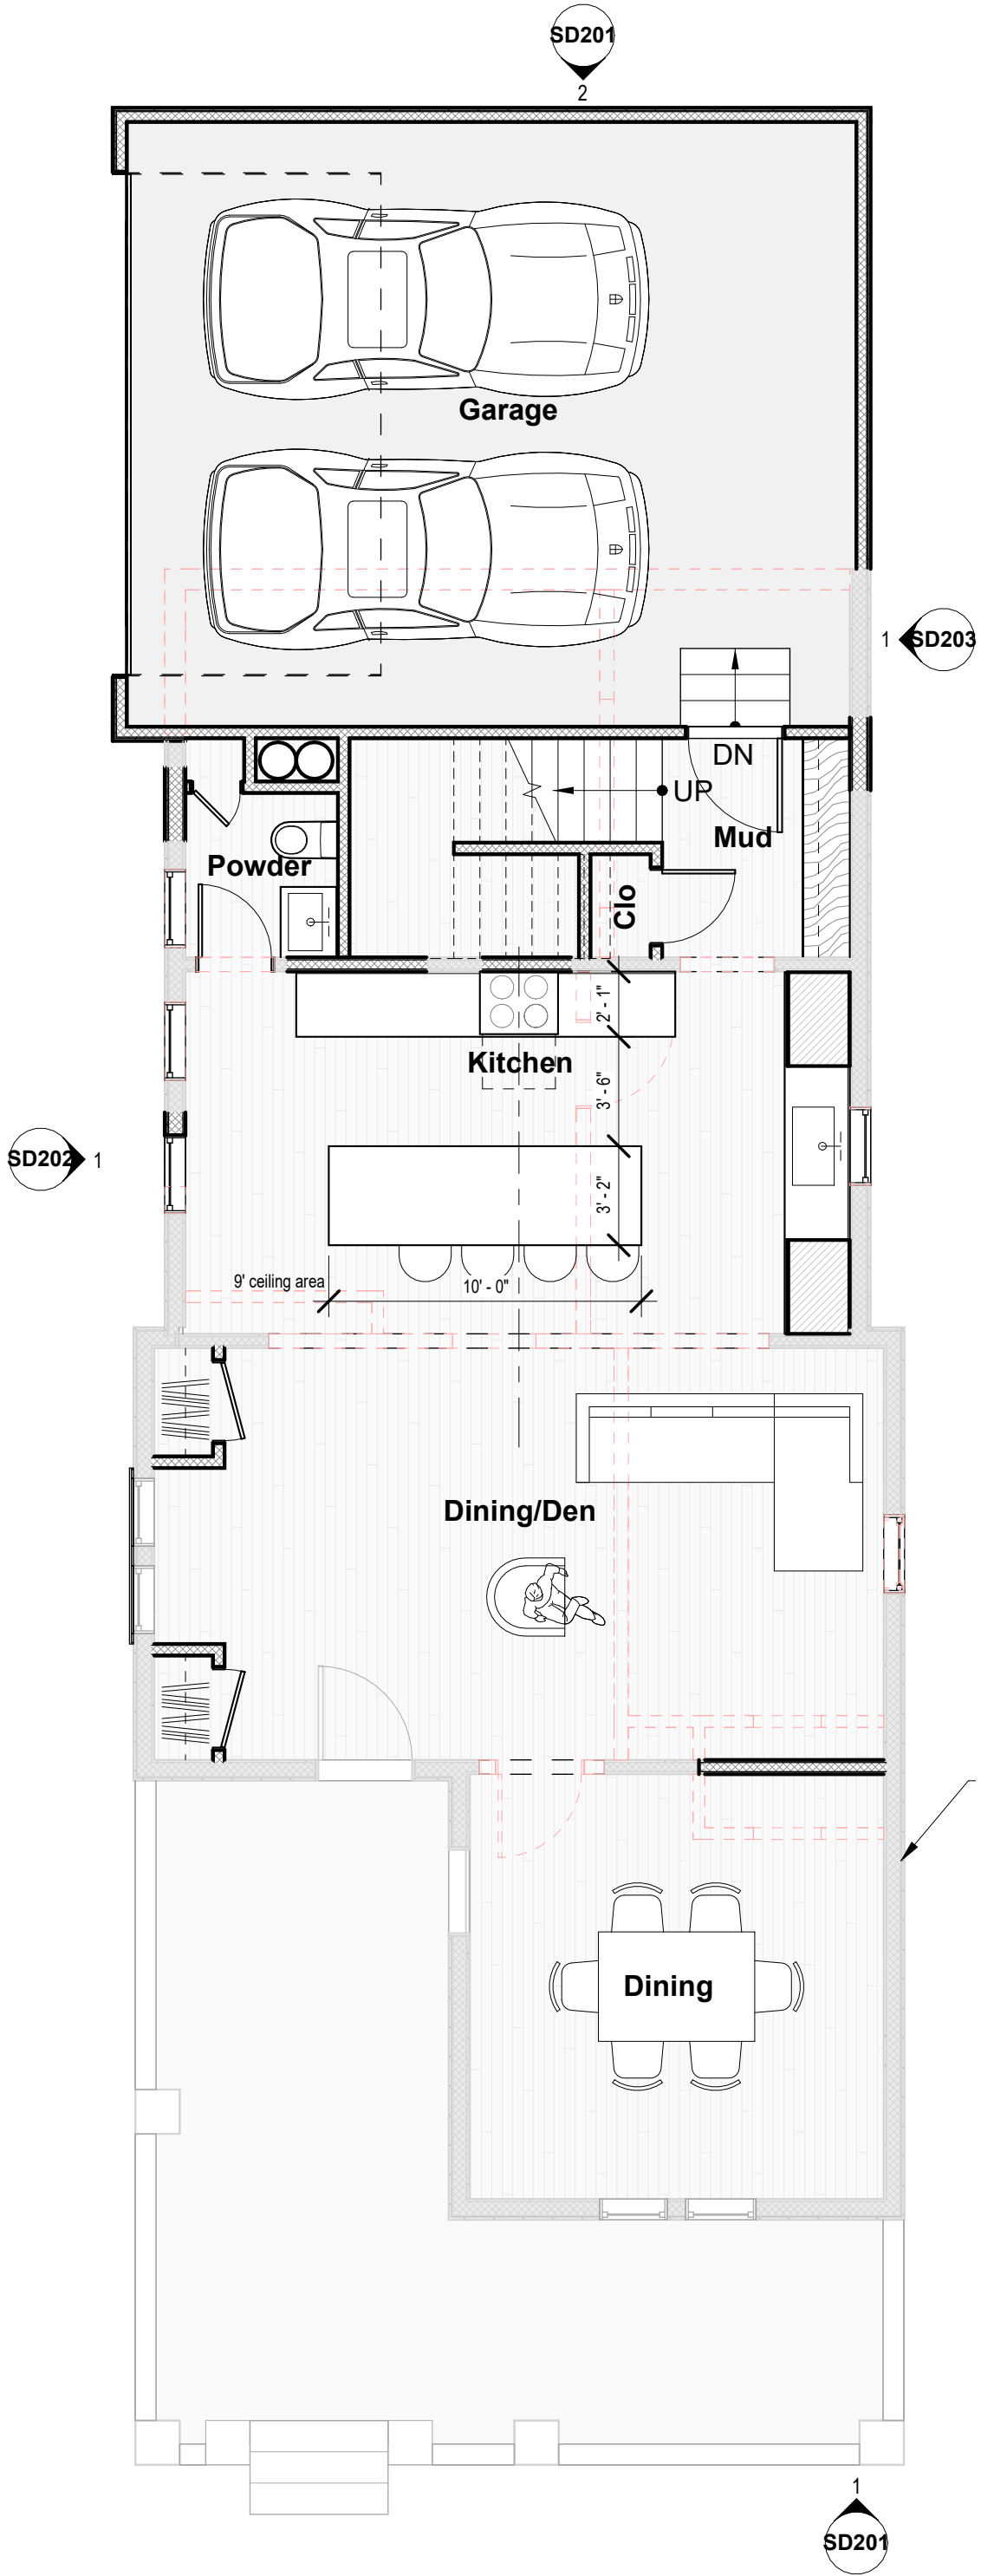 SD201
2
Garage
1
SD203
DN
UP
Mud
Powder
Clo
2' - 1"
Kitchen
3' - 6"
SD202
1
3' - 2"
9' ceiling area
10' - 0"
Dining/Den
Dining
1
SD201